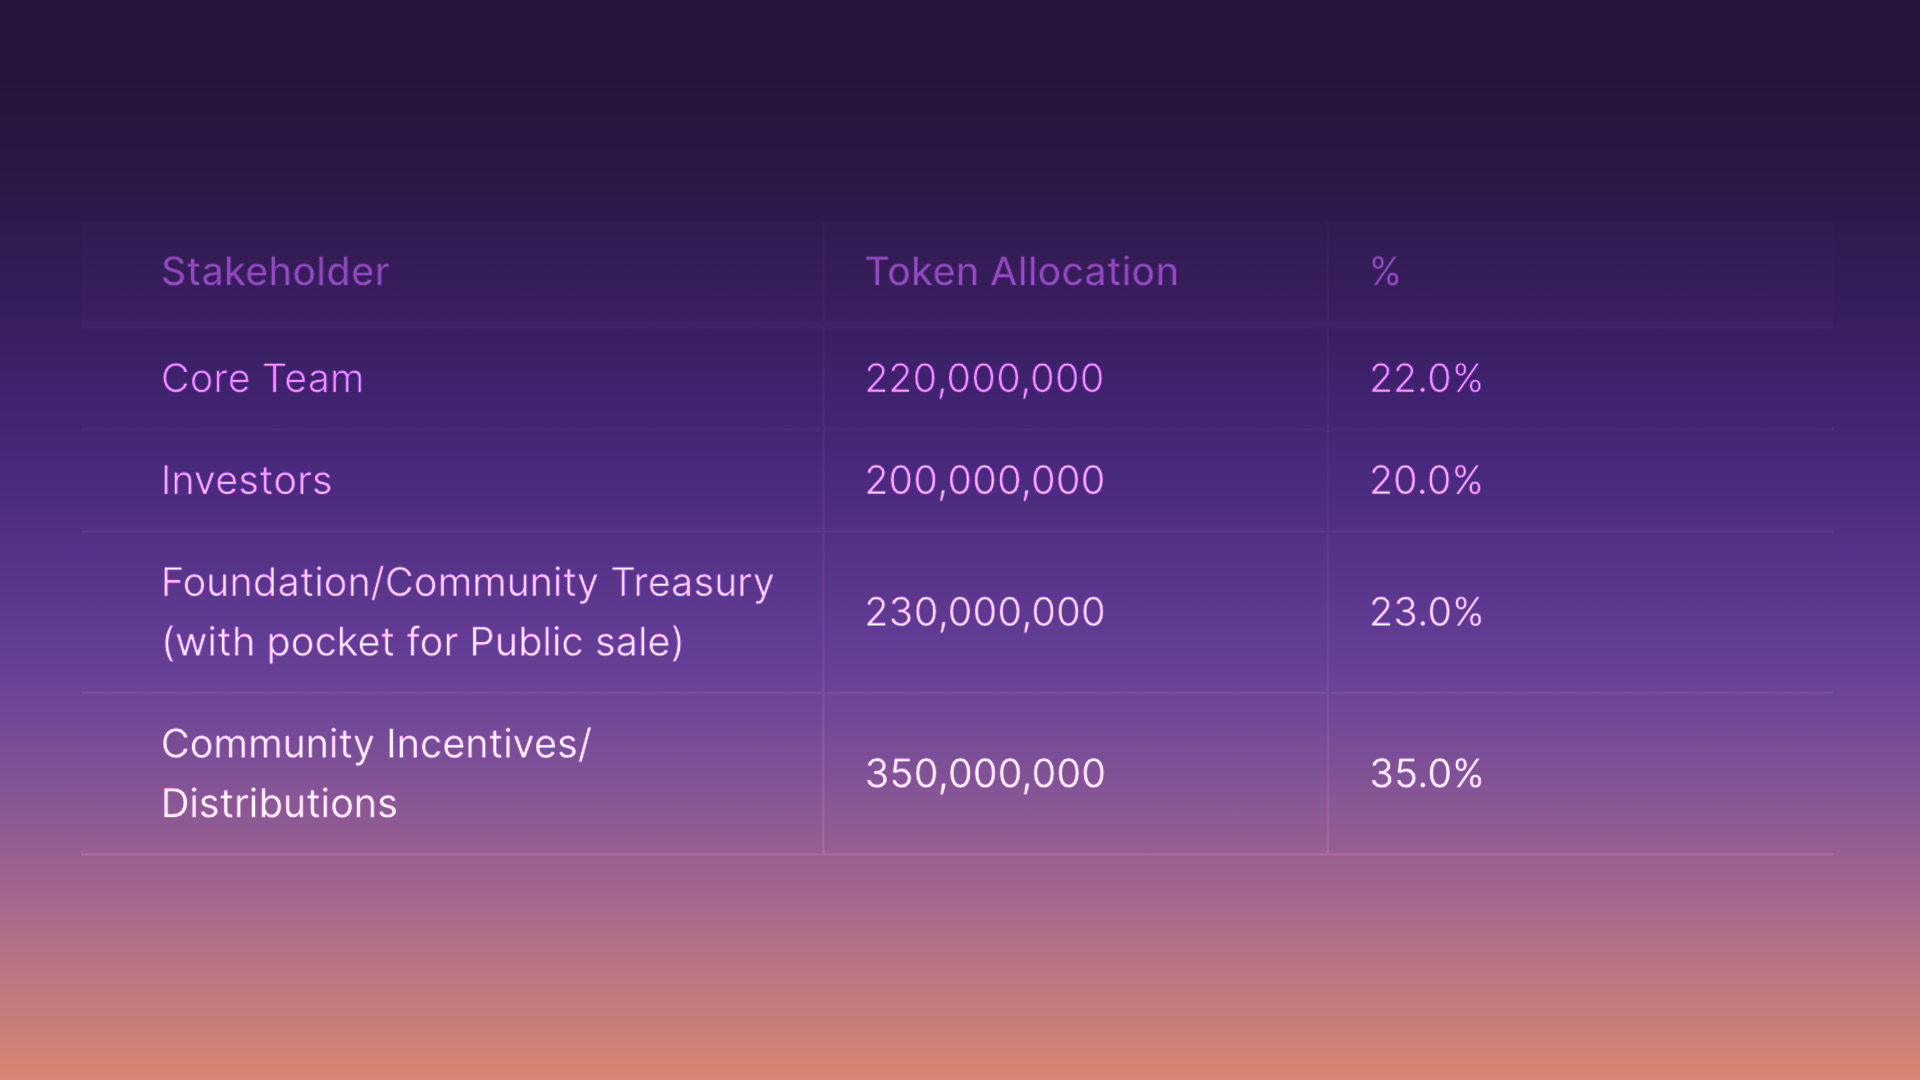 Stakeholder Token Allocation %
Core Team 220,000,000 22.0%
Investors 200,000,000 20.0%
Foundation/Community Treasury
(with pocket for Public sale) 230,000,000 23.0%
Community Incentives/
Distributions 350,000,000 35.0%